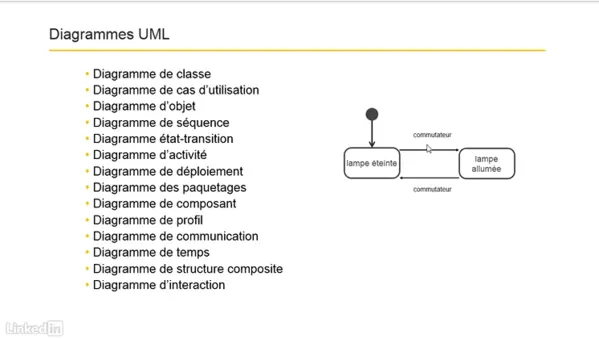 Diagrammes UML
• Diagramme de classe
• Diagramme de cas d'utilisation
• Diagramme d'objet
• Diagramme de séquence
• Diagramme état-transition
• Diagramme d'activité
• Diagramme de déploiement
• Diagramme des paquetages
• Diagramme de composant
• Diagramme de profil
• Diagramme de communication
• Diagramme de temps
• Diagramme de structure composite
• Diagramme d'interaction
commutateur
lampe éteinte
lampe
allumée
commutateur
LinkedIn